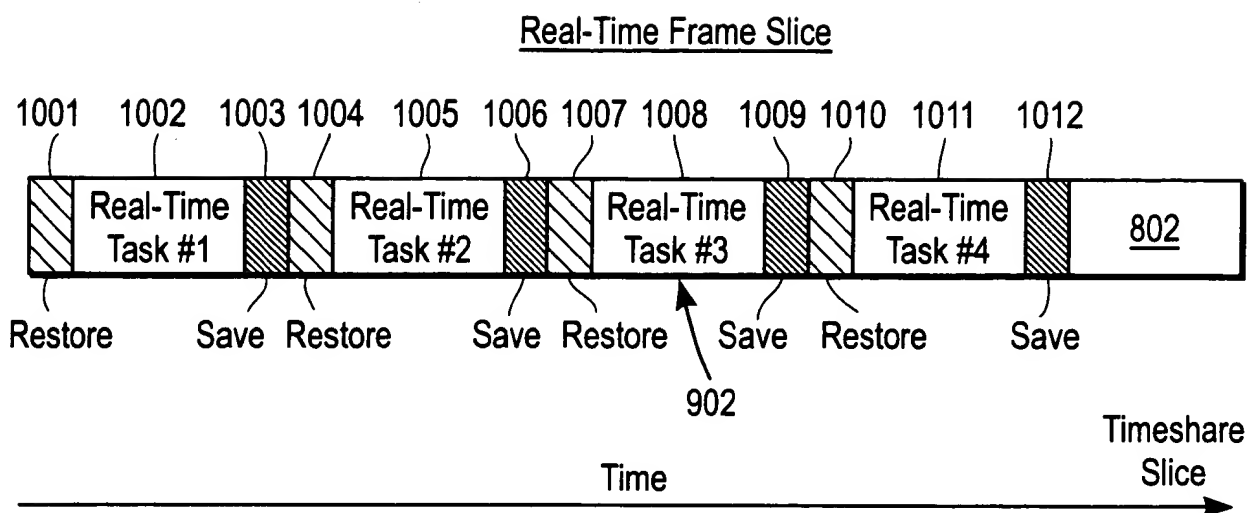 Real-Time Frame Slice
1001 1002 1003 1004 1005 1006 1007 1008 1009 1010 1011 1012
Real-Time Real-Time Real-Time Real-Time
Task #1 Task #2 Task #3 Task #4 802
Restore Save Restore Save Restore Save Restore Save
902
Timeshare
Time Slice